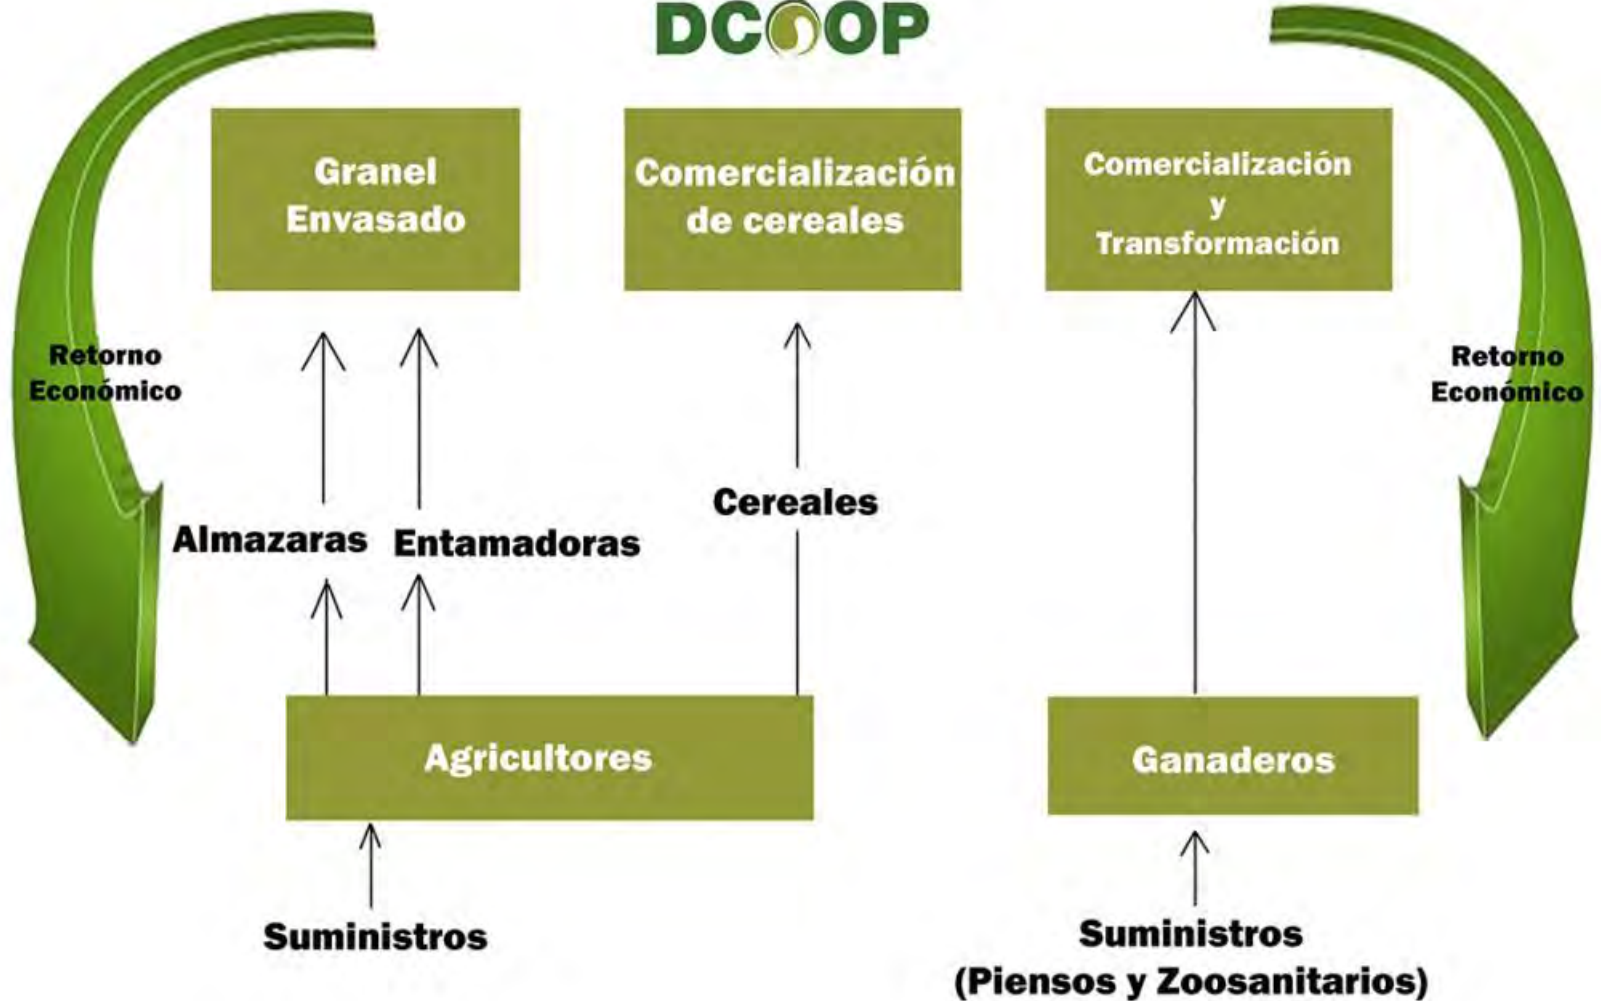 DCOOP
Granel
Envasado
Comercialización
de cereales
Comercialización
y
Transformación
Retorno
Económico
Retorno
Económico
Cereales
Almazaras
Entamadoras
Agricultores
Ganaderos
Suministros
Suministros
(Piensos y Zoosanitarios)